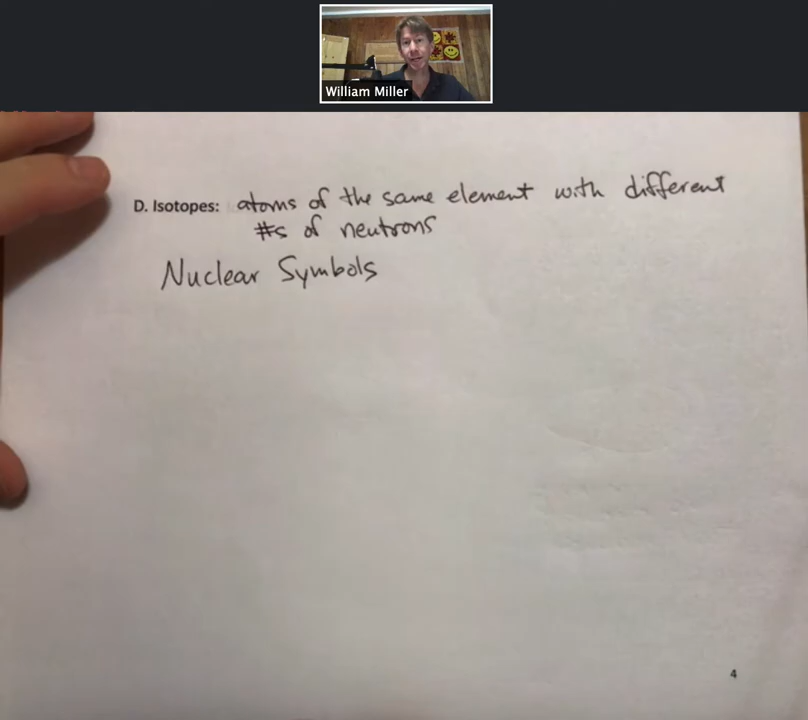 William Miller
D. Isotopes: atoms of the same element with different
#s of neutrons
Nuclear Symbols
4